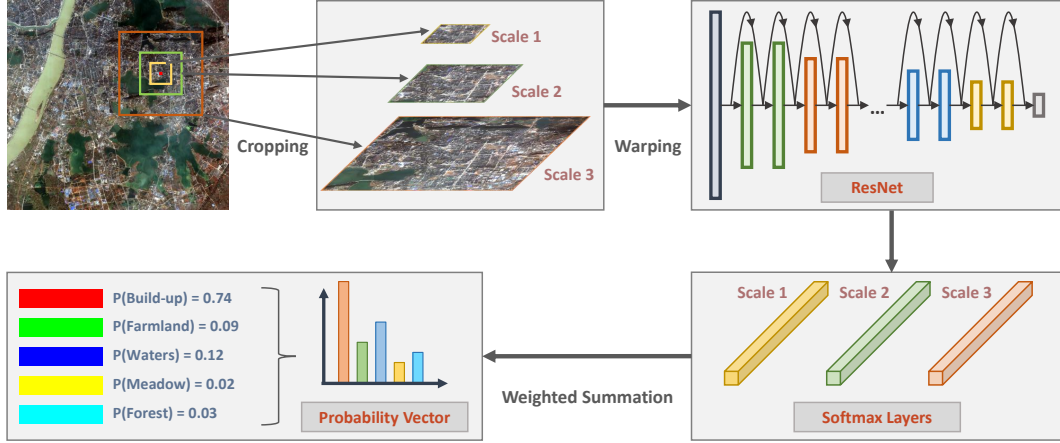 Cropping
Scale 1
Scale 2
Scale 3
Warping
...
ResNet
Scale 1
Scale 2
Scale 3
Softmax Layers
Weighted Summation
P(Build-up) = 0.74
P(Farmland) = 0.09
P(Waters) = 0.12
P(Meadow) = 0.02
P(Forest) = 0.03
Probability Vector